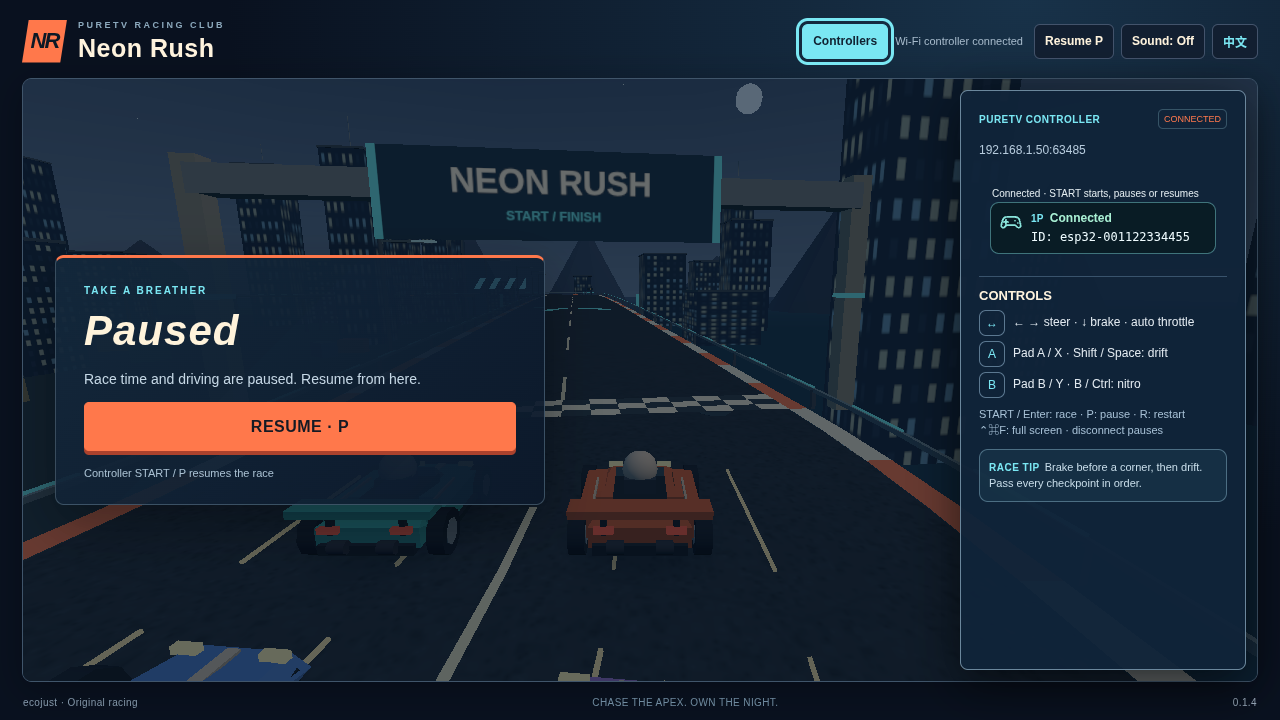 NR
PURETV RACING CLUB
Neon Rush
Controllers
Wi-Fi controller connected
Resume P
Sound: Off
中文
NEON RUSH
START / FINISH
TAKE A BREATHER
Paused
Race time and driving are paused. Resume from here.
RESUME · P
Controller START / P resumes the race
PURETV CONTROLLER
CONNECTED
192.168.1.50:63485
Connected · START starts, pauses or resumes
1P Connected
ID: esp32-001122334455
CONTROLS
↔ ← → steer · ↓ brake · auto throttle
A Pad A / X · Shift / Space: drift
B Pad B / Y · B / Ctrl: nitro
START / Enter: race · P: pause · R: restart
⌃⌘F: full screen · disconnect pauses
RACE TIP Brake before a corner, then drift.
Pass every checkpoint in order.
ecojust · Original racing
CHASE THE APEX. OWN THE NIGHT.
0.1.4